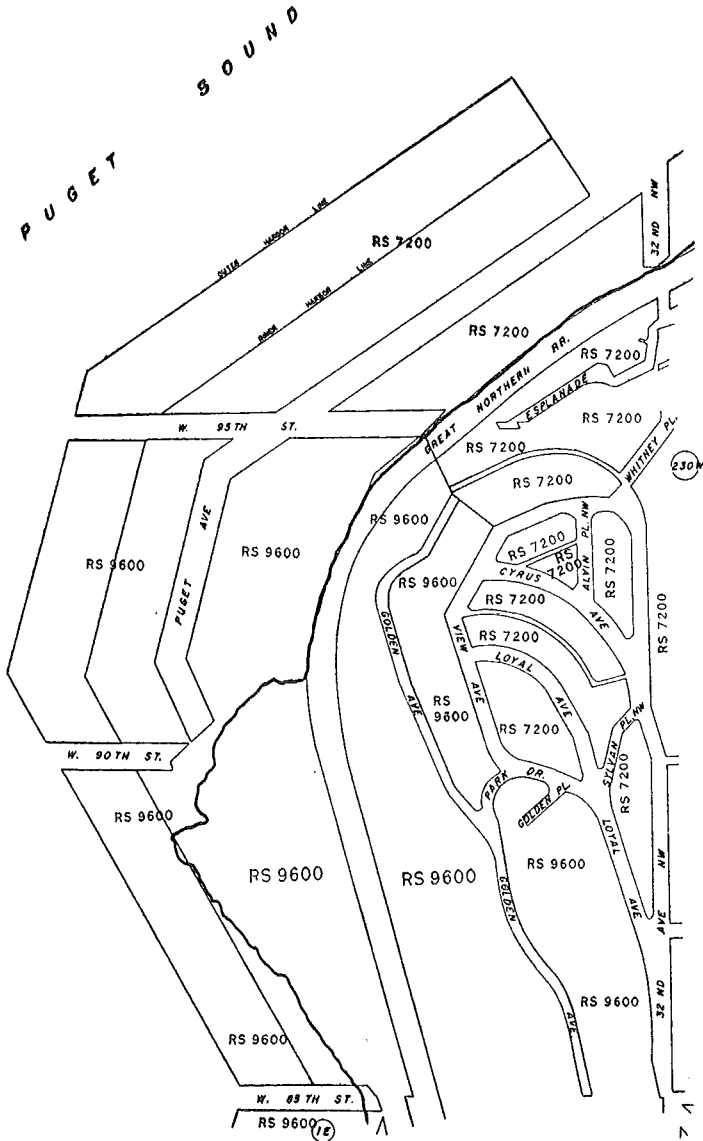 PUGET SOUND
OUTER HARBOR LINE
RS 7200
INNER HARBOR LINE
32 ND NW
RS 7200
GREAT NORTHERN RR.
RS 7200
ESPLANADE
RS 7200
W. 95TH ST.
RS 7200
WHITNEY PL.
230W
RS 7200
RS 9600
RS 7200
RS 7200
ALVIN PL. NW
RS 7200
RS 9600
RS 9600
PUGET AVE
RS 9600
CYRUS AVE
RS 7200
RS 7200
RS 7200
GOLDEN AVE
VIEW AVE
LOYAL AVE
RS 9600
RS 7200
SYLVAN PL. NW
W. 90TH ST.
RS 7200
PARK DR.
GOLDEN PL.
RS 9600
LOYAL AVE
RS 9600
RS 9600
RS 9600
GOLDEN AVE
32 ND AVE NW
RS 9600
RS 9600
W. 85TH ST.
RS 9600
1E